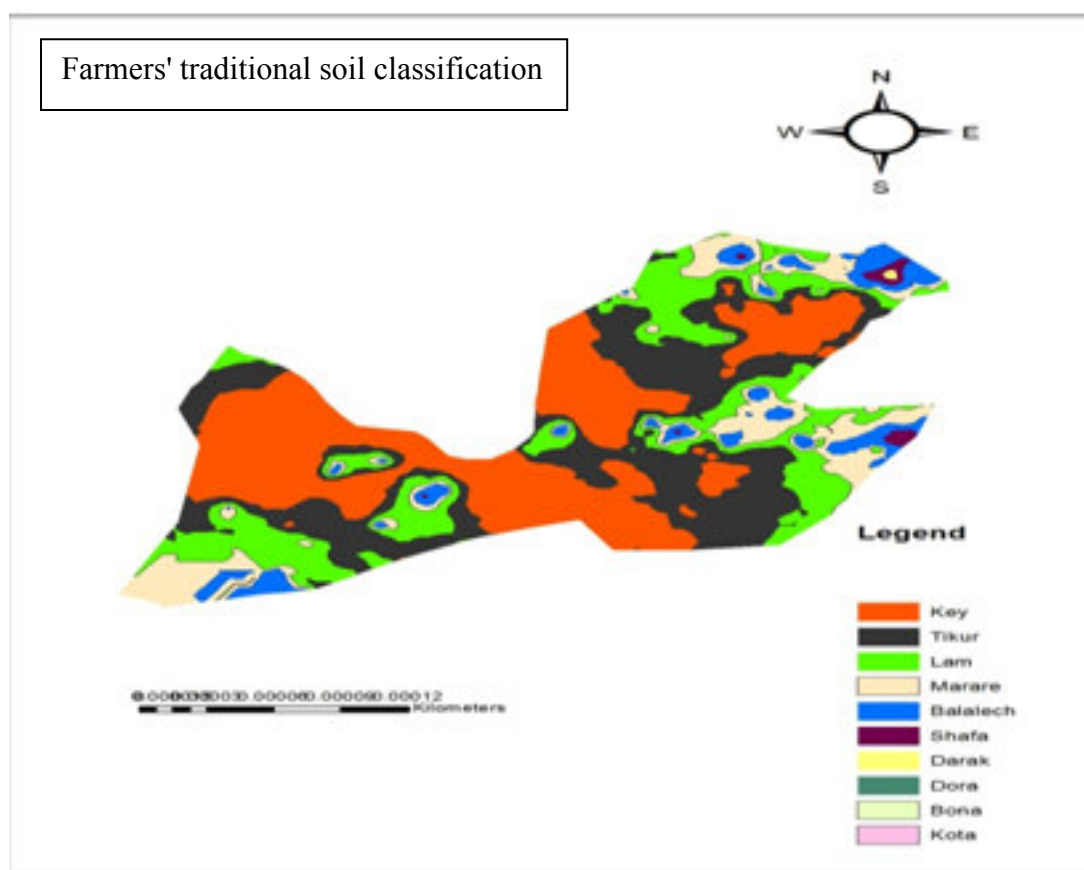 Farmers' traditional soil classification
N
W E
S
Legend
Key
Tikur
Lam
Marare
Balalech
Shafa
Darak
Dora
Bona
Kota
Kilometers